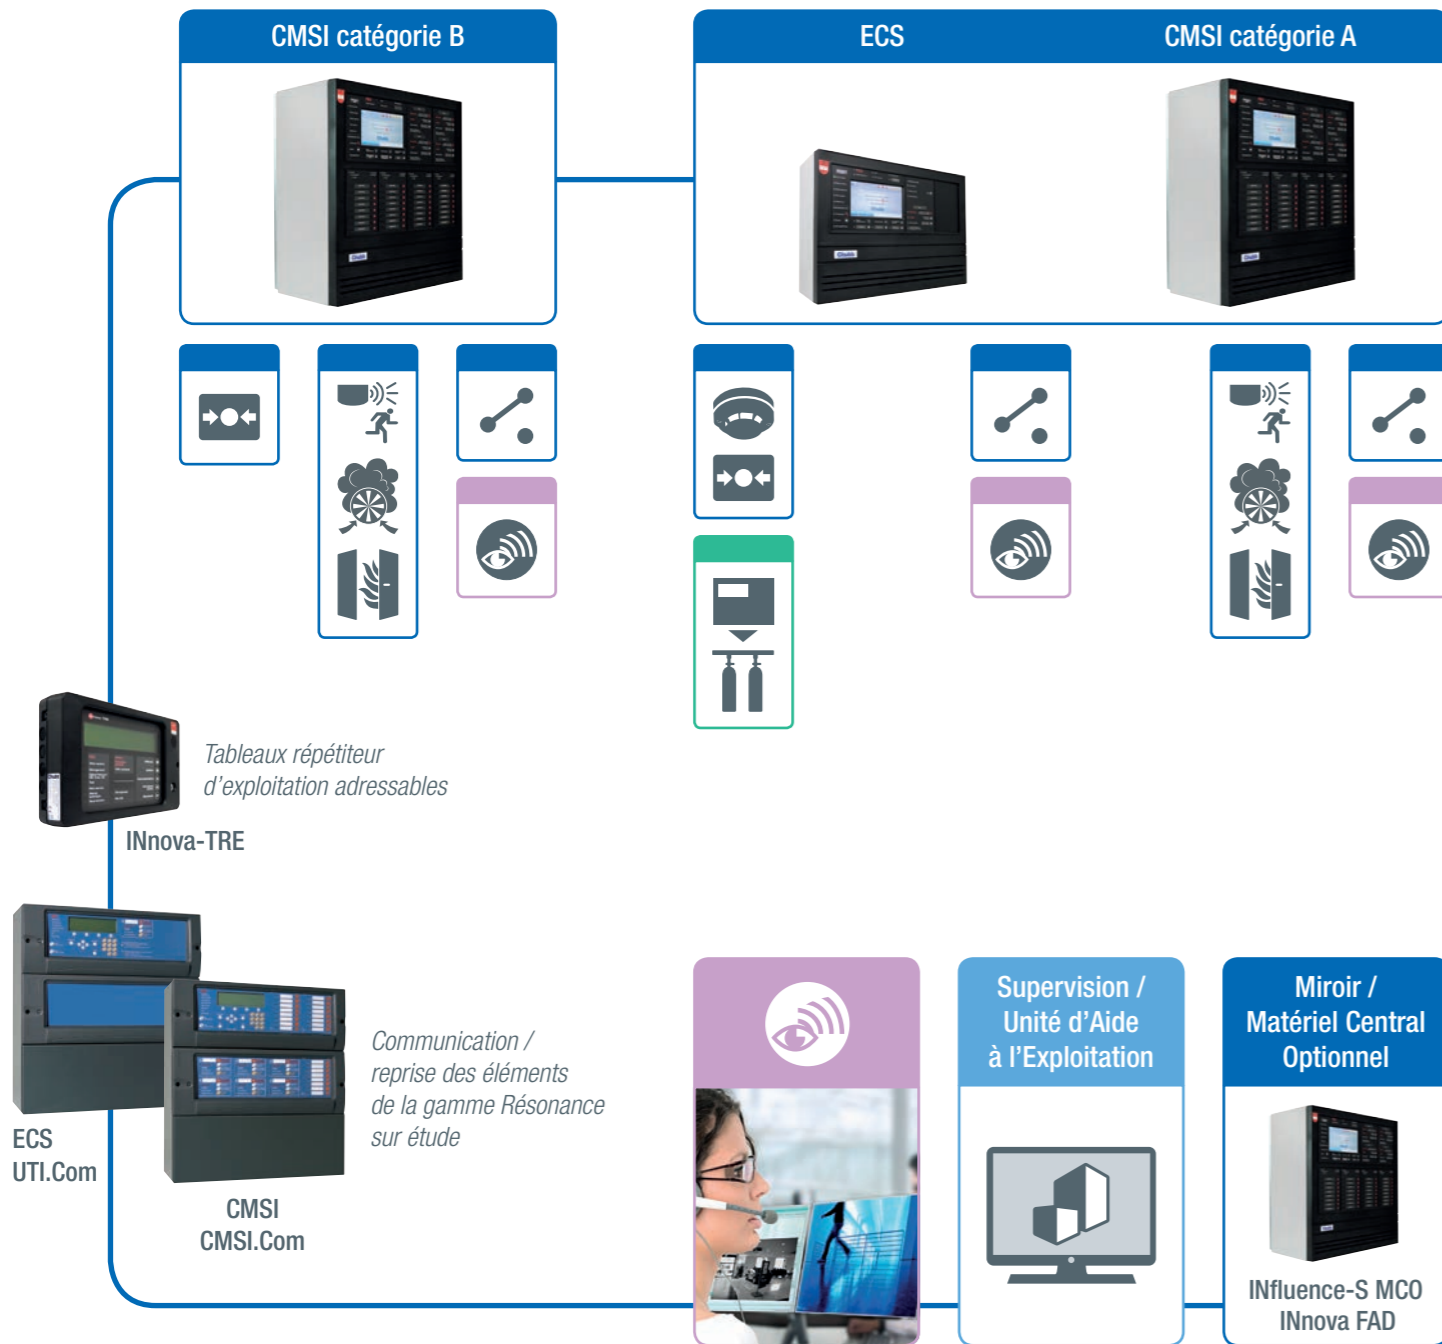 CMSI catégorie B
ECS
CMSI catégorie A
Tableaux répétiteur
d'exploitation adressables
INnova-TRE
Communication /
reprise des éléments
de la gamme Résonance
sur étude
ECS
UTI.Com
CMSI
CMSI.Com
Supervision /
Unité d'Aide
à l'Exploitation
Miroir /
Matériel Central
Optionnel
INfluence-S MCO
INnova FAD